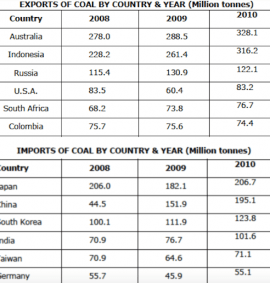 EXPORTS OF COAL BY COUNTRY & YEAR (Million tonnes)
Country 2008 2009 2010
Australia 278.0 288.5 328.1
Indonesia 228.2 261.4 316.2
Russia 115.4 130.9 122.1
U.S.A. 83.5 60.4 83.2
South Africa 68.2 73.8 76.7
Colombia 75.7 75.6 74.4
IMPORTS OF COAL BY COUNTRY & YEAR (Million tonnes)
Country 2008 2009 2010
apan 206.0 182.1 206.7
China 44.5 151.9 195.1
South Korea 100.1 111.9 123.8
ndia 70.9 76.7 101.6
aiwan 70.9 64.6 71.1
Germany 55.7 45.9 55.1